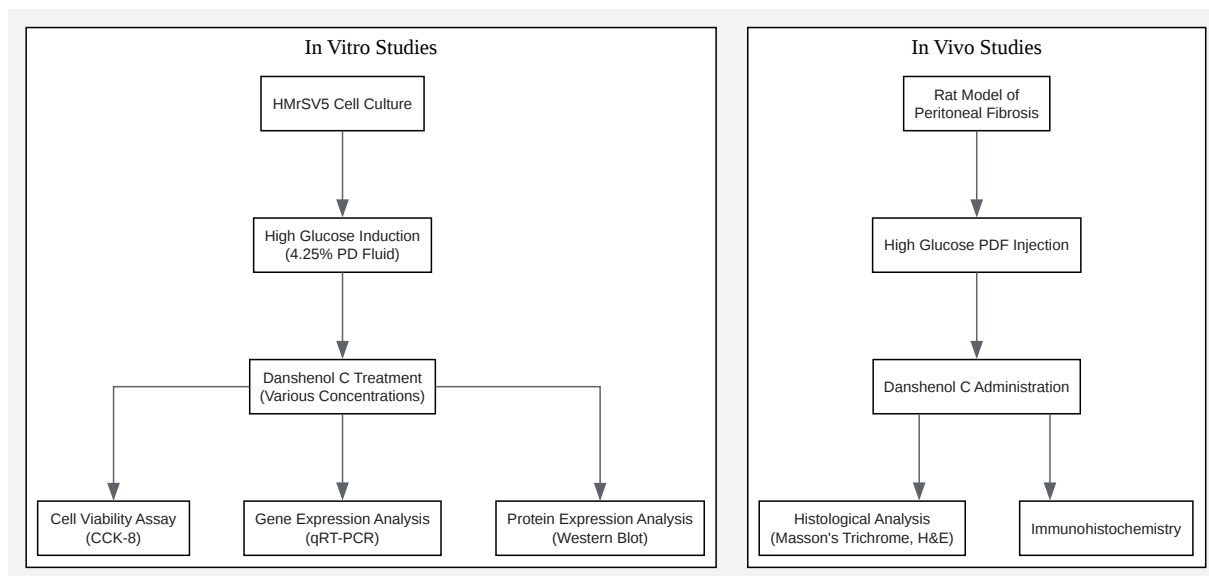 In Vitro Studies
HMrSV5 Cell Culture
High Glucose Induction
(4.25% PD Fluid)
Danshenol C Treatment
(Various Concentrations)
Cell Viability Assay
(CCK-8)
Gene Expression Analysis
(qRT-PCR)
Protein Expression Analysis
(Western Blot)
In Vivo Studies
Rat Model of
Peritoneal Fibrosis
High Glucose PDF Injection
Danshenol C Administration
Histological Analysis
(Masson's Trichrome, H&E)
Immunohistochemistry